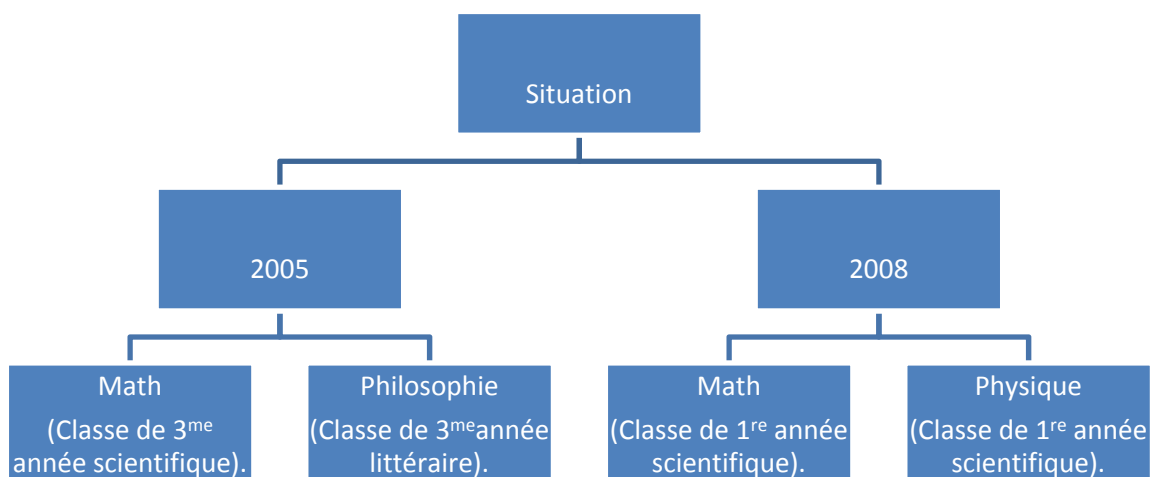 Situation
2005
2008
Math
(Classe de 3me
année scientifique).
Philosophie
(Classe de 3meannée
littéraire).
Math
(Classe de 1re année
scientifique).
Physique
(Classe de 1re année
scientifique).